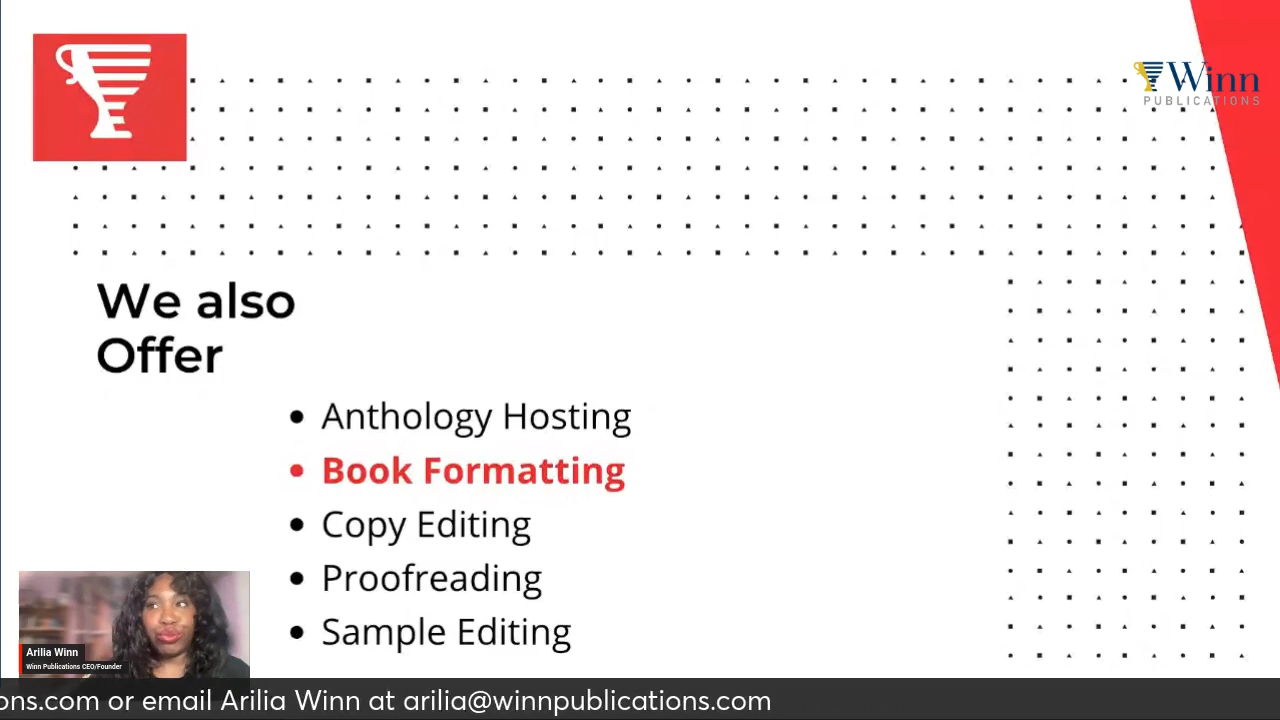 Winn
PUBLICATIONS
We also
Offer
Anthology Hosting
Book Formatting
Copy Editing
Proofreading
Sample Editing
Arilia Winn
Winn Publications CEO/Founder
ons.com or email Arilia Winn at arilia@winnpublications.com